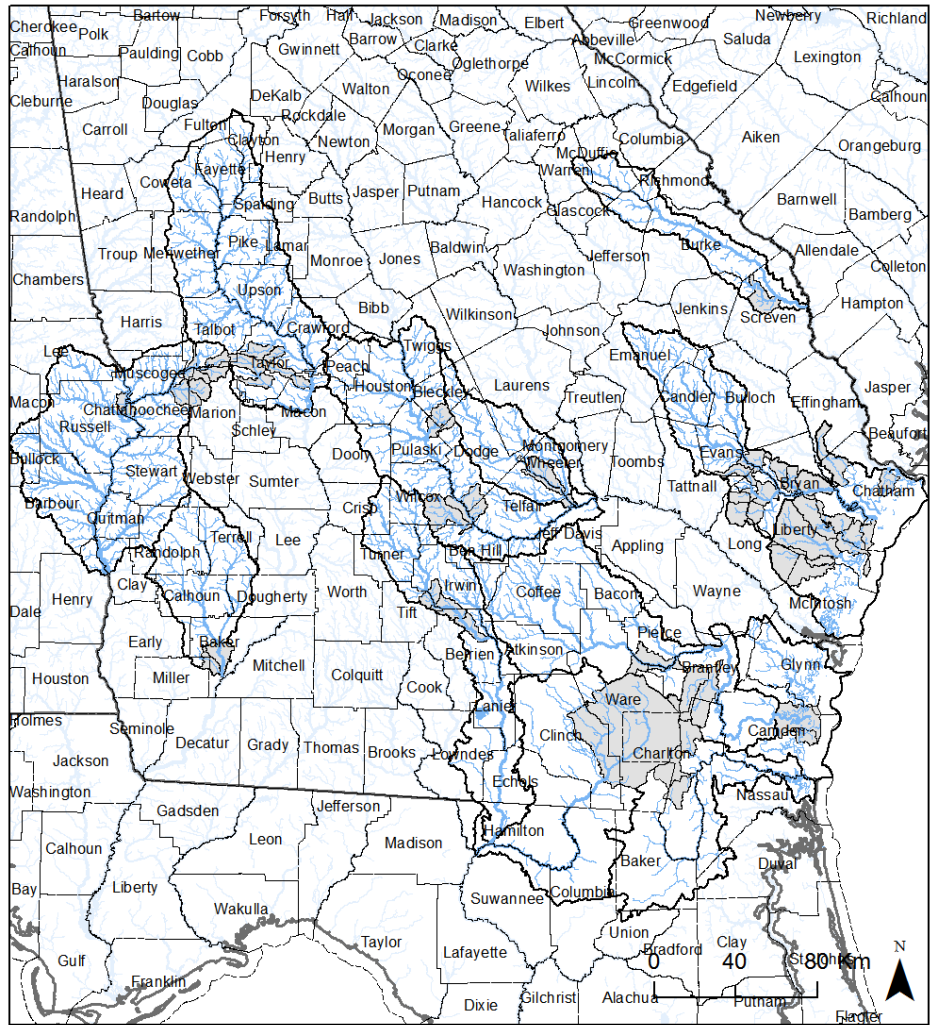 Cherokee
Polk
Bartow
Forsyth
Hall
Jackson
Madison
Elbert
Greenwood
Newberry
Richland
Calhoun
Paulding
Cobb
Gwinnett
Barrow
Clarke
Abbeville
Saluda
Lexington
Oconee
Oglethorpe
McCormick
Haralson
DeKalb
Walton
Wilkes
Lincoln
Edgefield
Calhoun
Cleburne
Douglas
Rockdale
Carroll
Fulton
Clayton
Newton
Morgan
Greene
Taliaferro
Columbia
Aiken
Orangeburg
Henry
McDuffie
Heard
Coweta
Fayette
Warren
Richmond
Randolph
Spalding
Butts
Jasper
Putnam
Hancock
Glascock
Barnwell
Bamberg
Troup
Meriwether
Pike
Lamar
Monroe
Jones
Baldwin
Washington
Jefferson
Burke
Allendale
Colleton
Chambers
Upson
Bibb
Wilkinson
Jenkins
Screven
Hampton
Harris
Talbot
Crawford
Twiggs
Johnson
Lee
Muscogee
Taylor
Peach
Houston
Bleckley
Laurens
Emanuel
Jasper
Macon
Chattahoochee
Marion
Macon
Treutlen
Candler
Bulloch
Effingham
Russell
Schley
Beaufort
Bullock
Stewart
Webster
Sumter
Dooly
Pulaski
Dodge
Montgomery
Wheeler
Toombs
Evans
Tattnall
Bryan
Chatham
Barbour
Quitman
Crisp
Wilcox
Telfair
Randolph
Terrell
Lee
Turner
Ben Hill
Jeff Davis
Appling
Long
Liberty
Clay
Calhoun
Dougherty
Worth
Irwin
Coffee
Bacon
Wayne
McIntosh
Dale
Henry
Tift
Early
Baker
Mitchell
Berrien
Atkinson
Pierce
Brantley
Glynn
Houston
Miller
Colquitt
Cook
Lanier
Ware
Holmes
Seminole
Decatur
Grady
Thomas
Brooks
Lowndes
Clinch
Charlton
Camden
Jackson
Echols
Washington
Gadsden
Jefferson
Nassau
Calhoun
Leon
Madison
Hamilton
Baker
Duval
Bay
Liberty
Suwannee
Columbia
Wakulla
Union
Bradford
Clay
St. Johns
Gulf
Taylor
Lafayette
Franklin
Dixie
Gilchrist
Alachua
Putnam
Flagler
0 40 80 Km
N